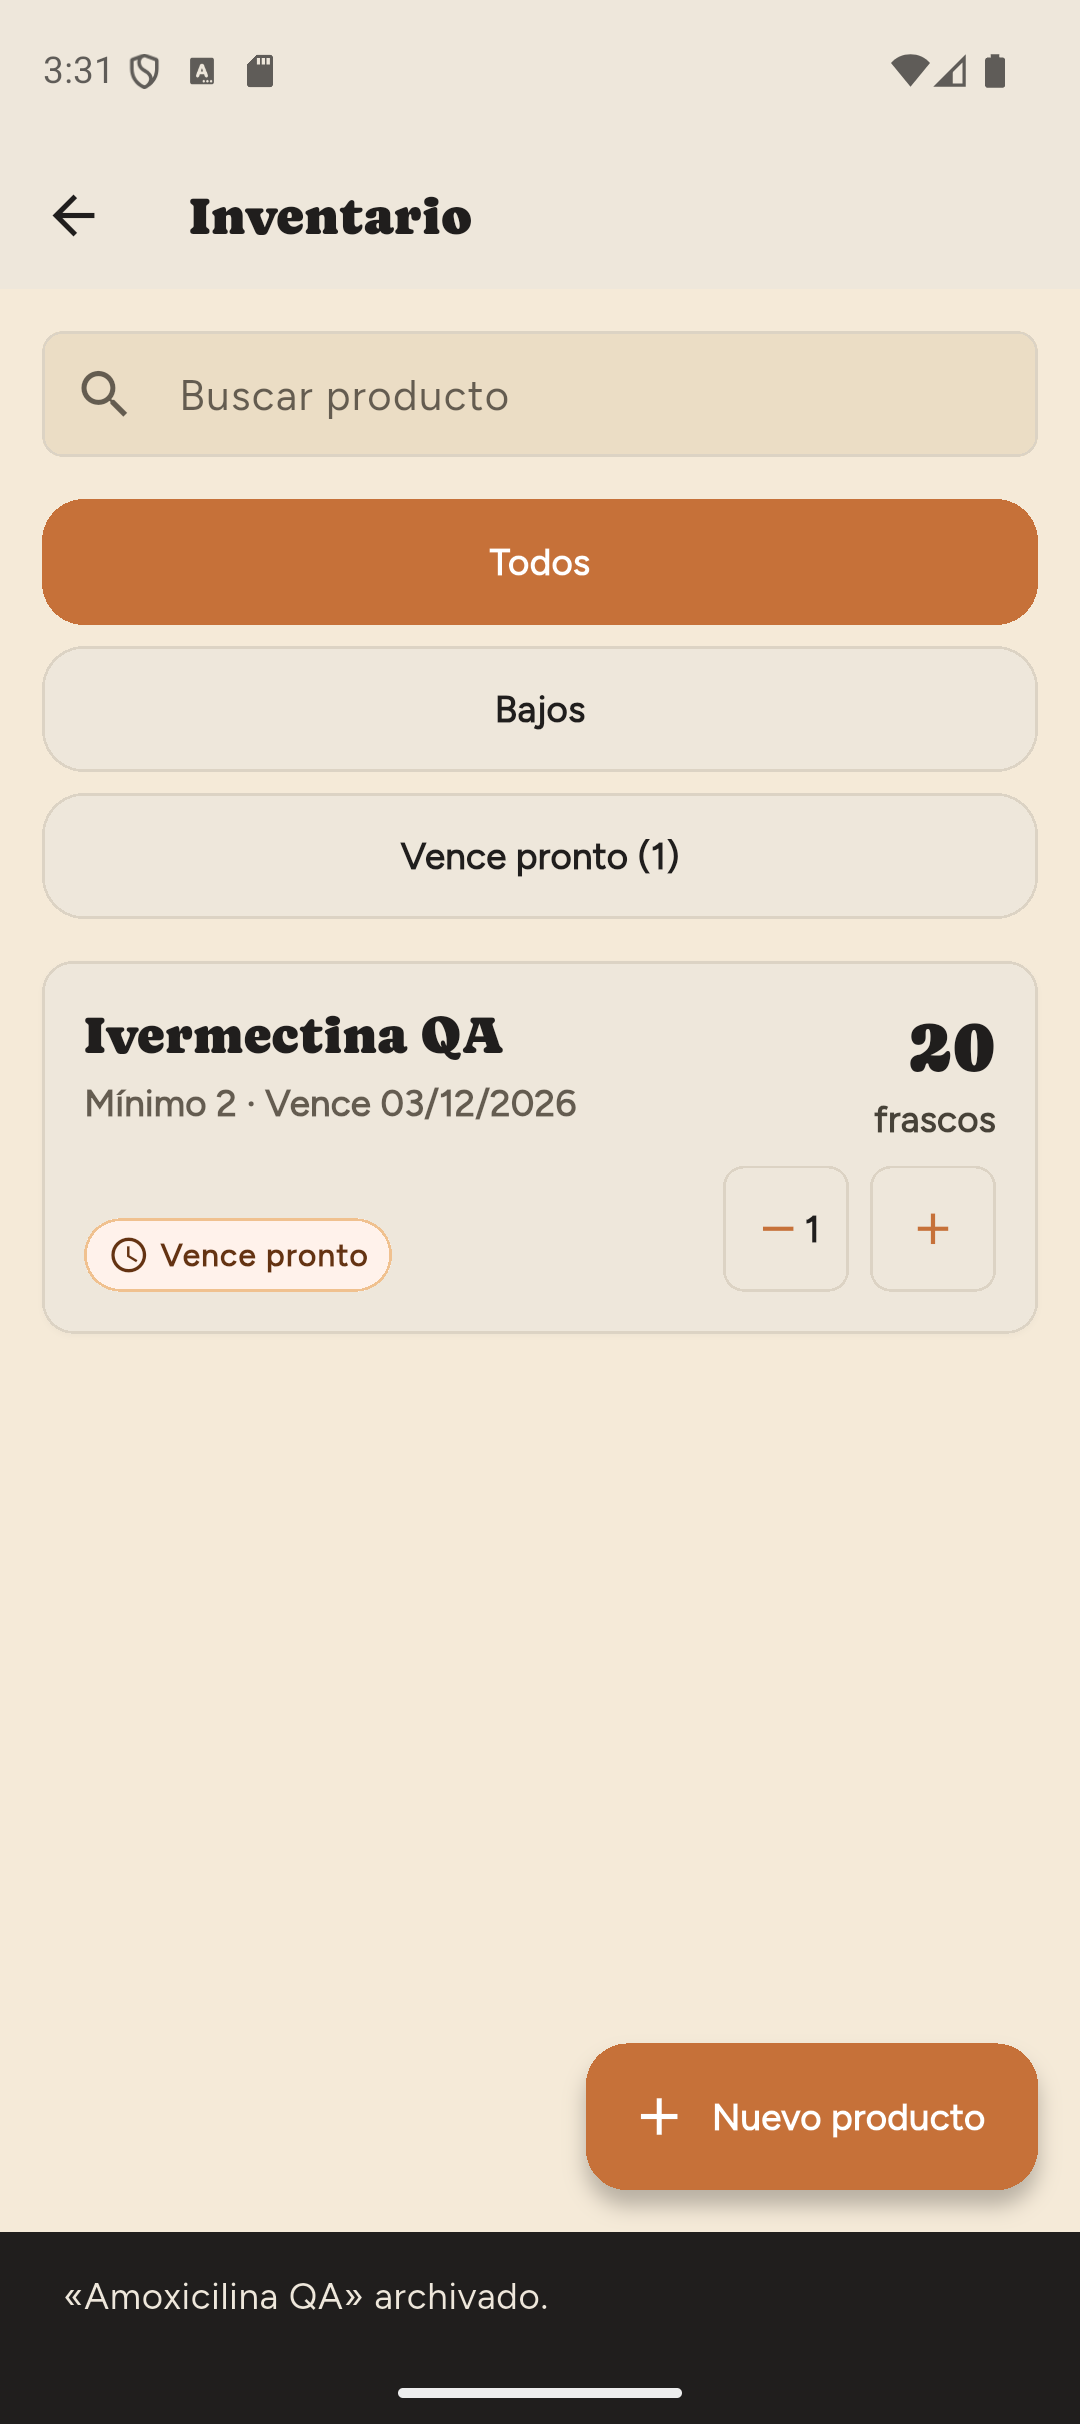 3:31
Inventario
Buscar producto
Todos
Bajos
Vence pronto (1)
Ivermectina QA
20
Mínimo 2 · Vence 03/12/2026
frascos
Vence pronto
− 1
+
+ Nuevo producto
«Amoxicilina QA» archivado.